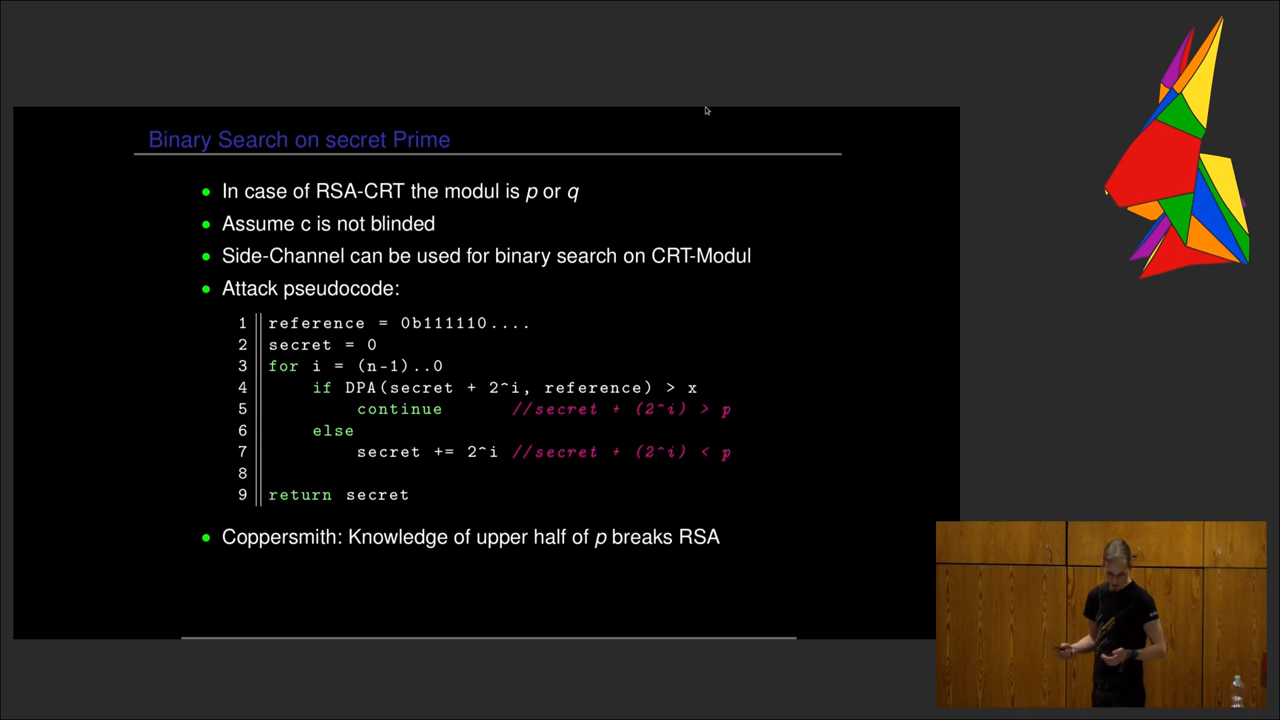 Binary Search on secret Prime
• In case of RSA-CRT the modul is p or q
• Assume c is not blinded
• Side-Channel can be used for binary search on CRT-Modul
• Attack pseudocode:
1 reference = 0b111110....
2 secret = 0
3 for i = (n-1)..0
4 if DPA(secret + 2^i, reference) > x
5 continue //secret + (2^i) > p
6 else
7 secret += 2^i //secret + (2^i) < p
8
9 return secret
• Coppersmith: Knowledge of upper half of p breaks RSA